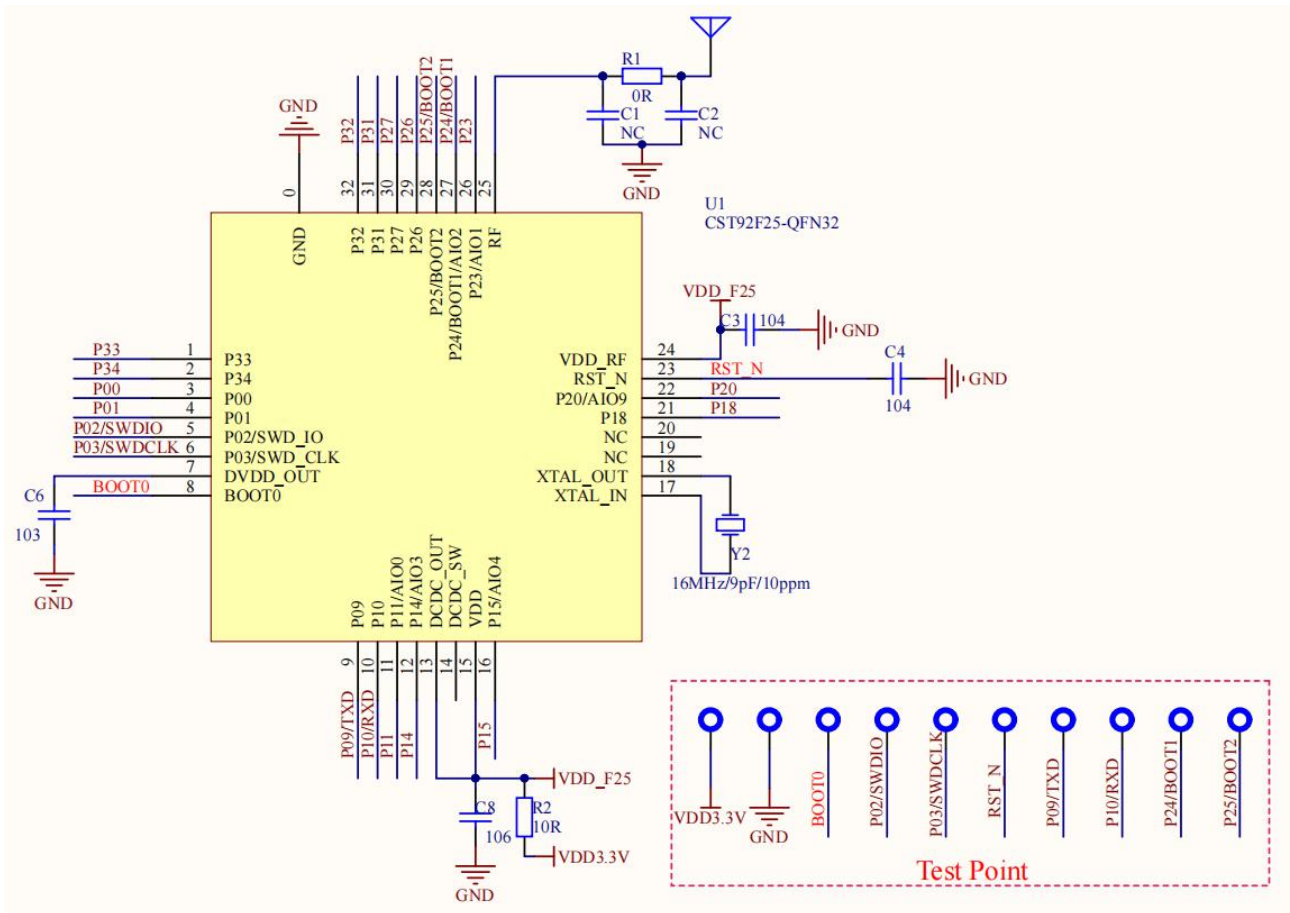 R1
0R
C1
NC
C2
NC
GND
GND
P32
P31
P27
P26
P25/BOOT2
P24/BOOT1
P23
0
32
31
30
29
28
27
26
25
GND
P32
P31
P27
P26
P25/BOOT2
P24/BOOT1/AIO2
P23/AIO1
RF
U1
CST92F25-QFN32
VDD_F25
C3 104
GND
C4
104
GND
P33 1 P33
P34 2 P34
P00 3 P00
P01 4 P01
P02/SWDIO 5 P02/SWD_IO
P03/SWDCLK 6 P03/SWD_CLK
7 DVDD_OUT
BOOT0 8 BOOT0
C6
103
GND
VDD_RF 24
RST_N 23 RST_N
P20/AIO9 22 P20
P18 21 P18
NC 20
NC 19
XTAL_OUT 18
XTAL_IN 17
Y2
16MHz/9pF/10ppm
P09
P10
P11/AIO0
P14/AIO3
DCDC_OUT
DCDC_SW
VDD
P15/AIO4
9
10
11
12
13
14
15
16
P09/TXD
P10/RXD
P11
P14
P15
VDD_F25
C8
106
R2
10R
VDD3.3V
GND
VDD3.3V
GND
BOOT0
P02/SWDIO
P03/SWDCLK
RST_N
P09/TXD
P10/RXD
P24/BOOT1
P25/BOOT2
Test Point